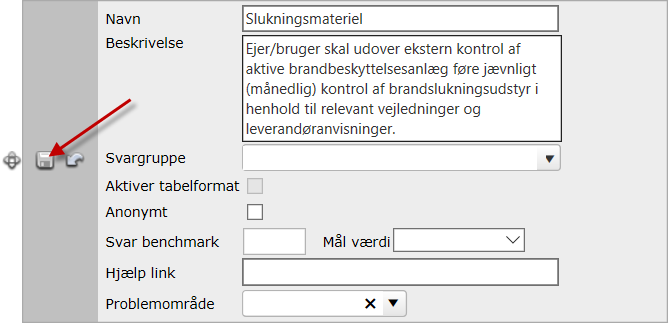 Navn Slukningsmateriel
Beskrivelse Ejer/bruger skal udover ekstern kontrol af
aktive brandbeskyttelsesanlæg føre jævnligt
(månedlig) kontrol af brandslukningsudstyr i
henhold til relevant vejledninger og
leverandøranvisninger.
Svargruppe
Aktiver tabelformat
Anonymt
Svar benchmark Mål værdi
Hjælp link
Problemområde